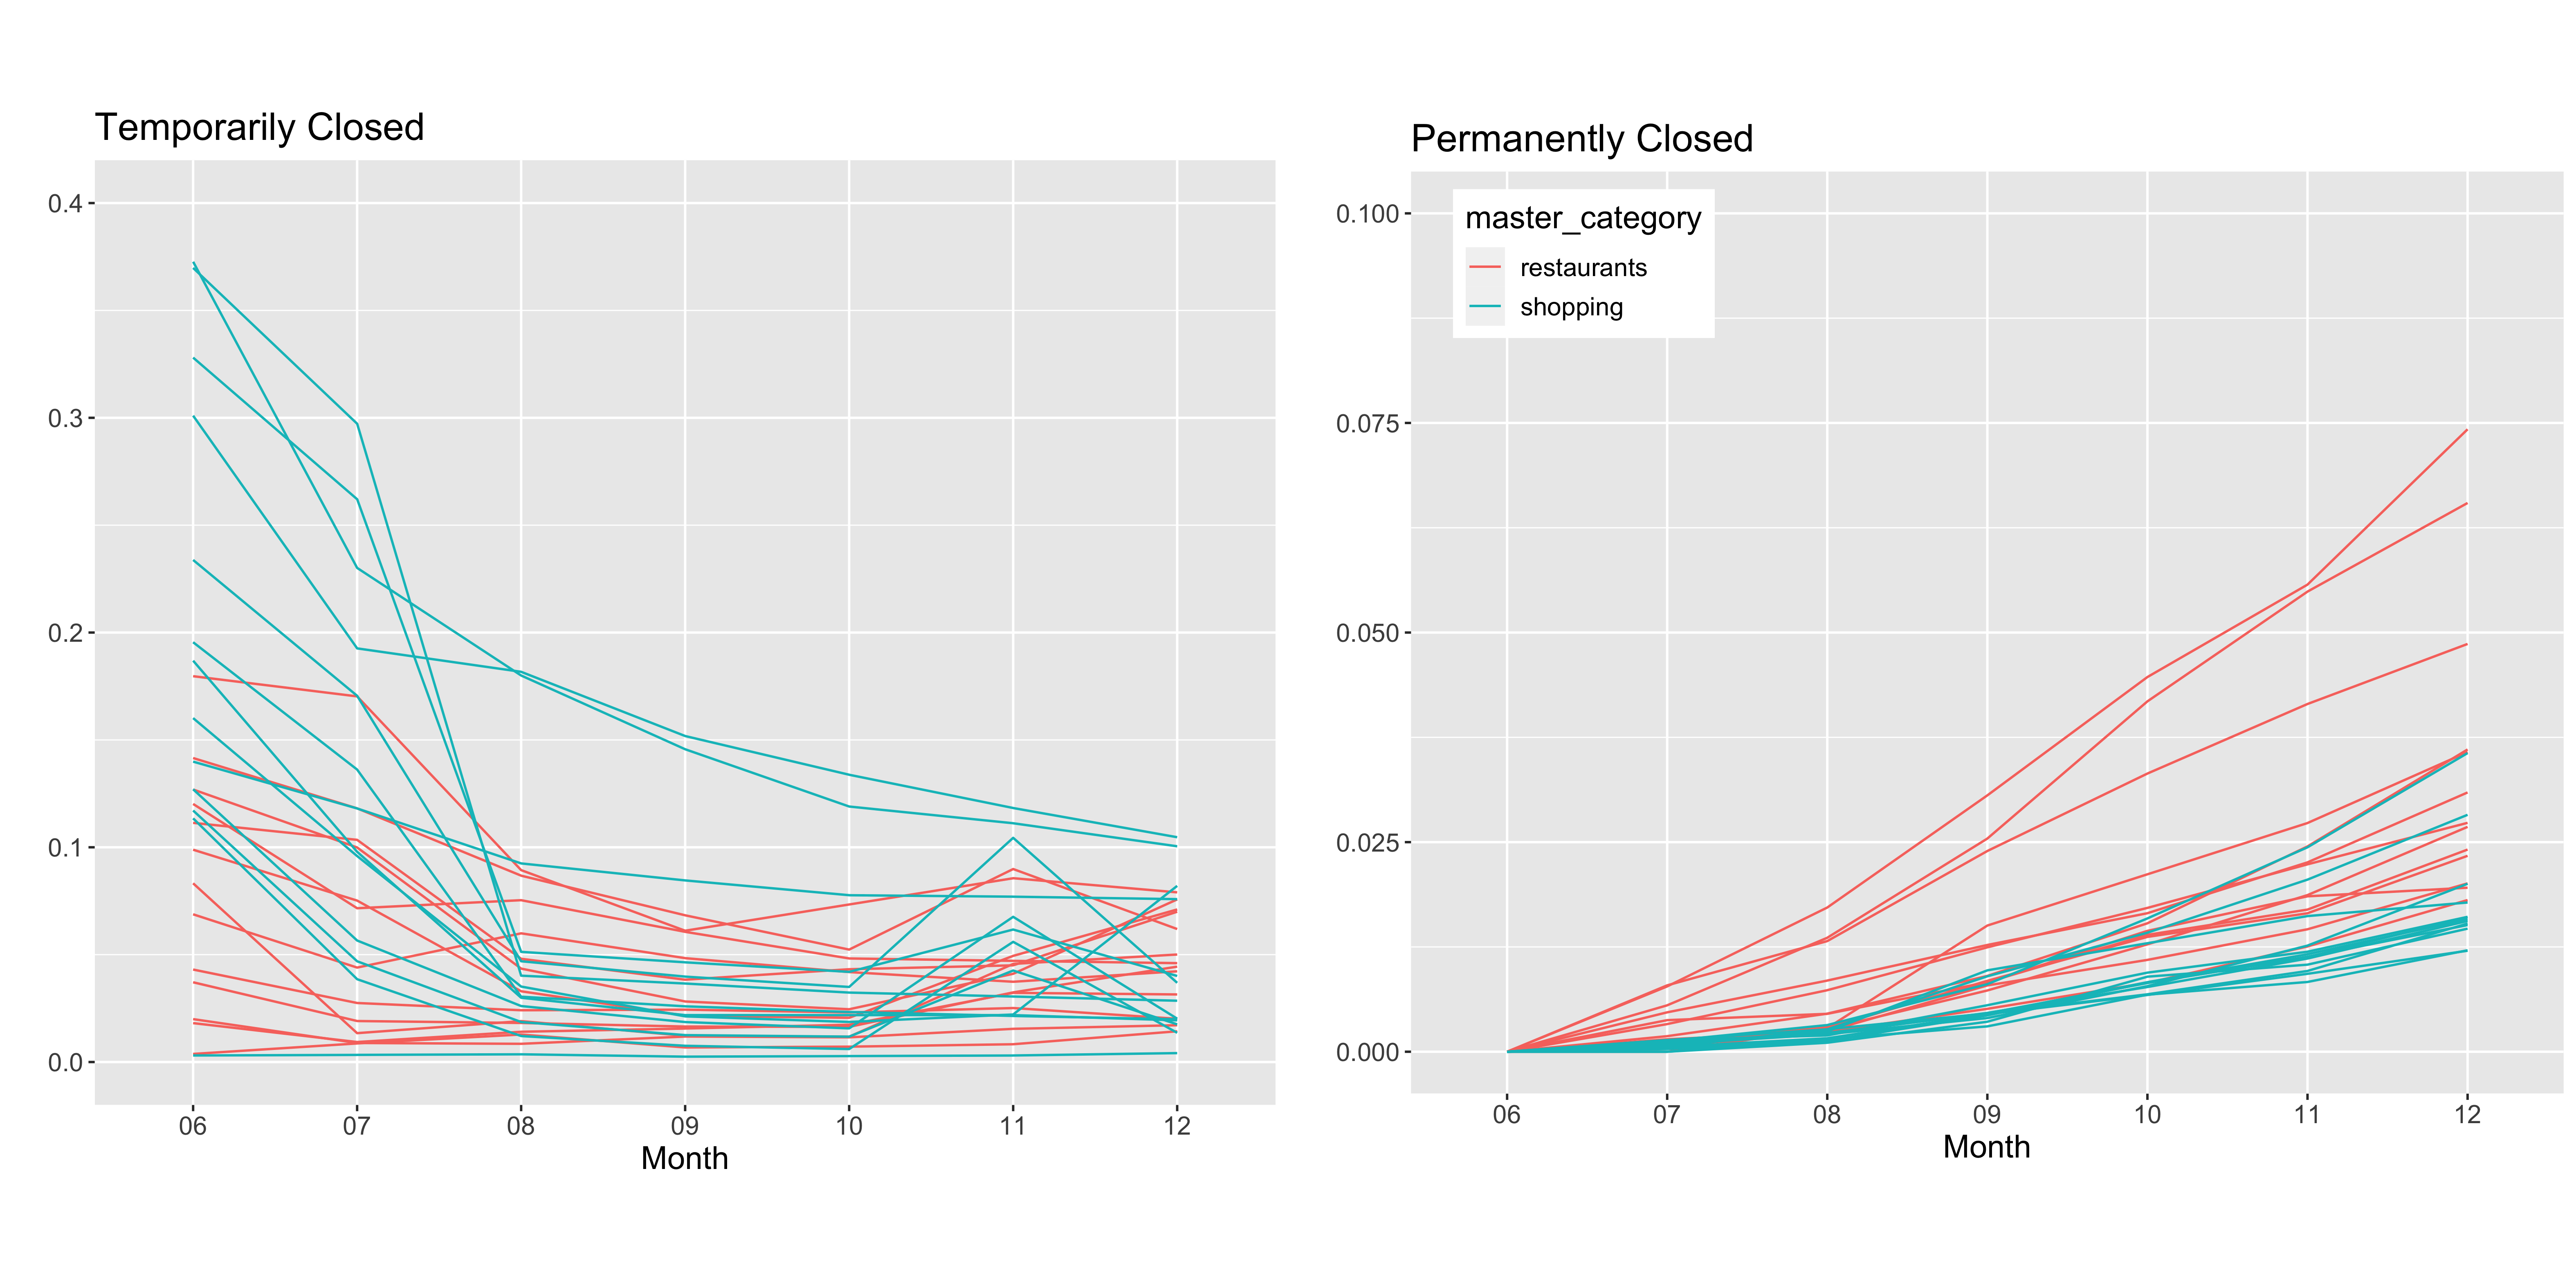 Temporarily Closed
0.4
0.3
0.2
0.1
0.0
06 07 08 09 10 11 12
Month
Permanently Closed
master_category
restaurants
shopping
0.100
0.075
0.050
0.025
0.000
06 07 08 09 10 11 12
Month